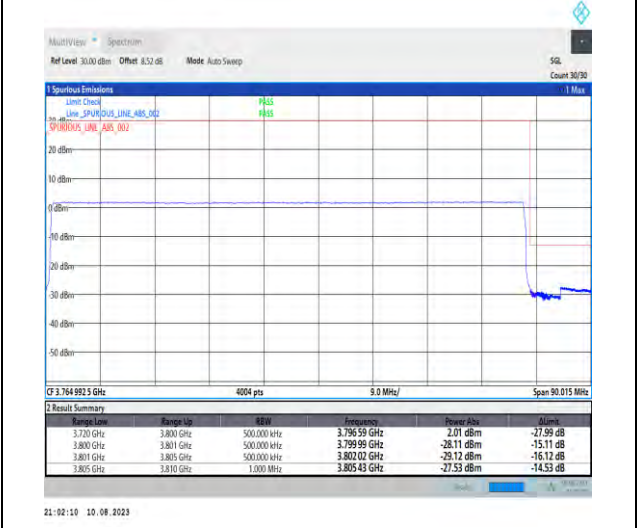 MultiView Spectrum
Ref Level 30.00 dBm Offset 8.52 dB Mode Auto Sweep SGL
Count 30/30
1 Spurious Emissions 1 Max
Limit Check PASS
Line _SPURIOUS_LINE_ABS_002 PASS
_SPURIOUS_LINE_ABS_002
20 dBm
10 dBm
0 dBm
-10 dBm
-20 dBm
-30 dBm
-40 dBm
-50 dBm
CF 3.764 992 5 GHz 4004 pts 9.0 MHz/ Span 90.015 MHz
2 Result Summary
Range Low Range Up RBW Frequency Power Abs ΔLimit
3.720 GHz 3.800 GHz 500.000 kHz 3.796 59 GHz 2.01 dBm -27.99 dB
3.800 GHz 3.801 GHz 500.000 kHz 3.799 99 GHz -28.11 dBm -15.11 dB
3.801 GHz 3.805 GHz 500.000 kHz 3.802 02 GHz -29.12 dBm -16.12 dB
3.805 GHz 3.810 GHz 1.000 MHz 3.805 43 GHz -27.53 dBm -14.53 dB
21:02:10 10.08.2023